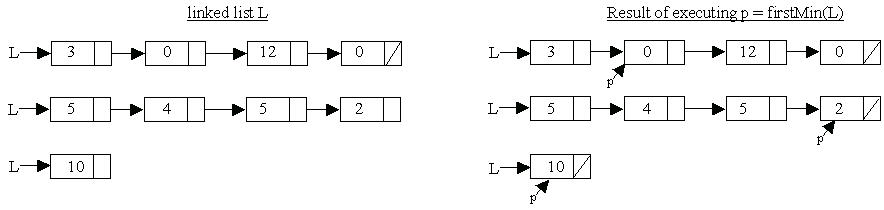 linked list L
Result of executing p = firstMin(L)
L 3 0 12 0
L 3 0 12 0
p
L 5 4 5 2
L 5 4 5 2
p
L 10
L 10
p